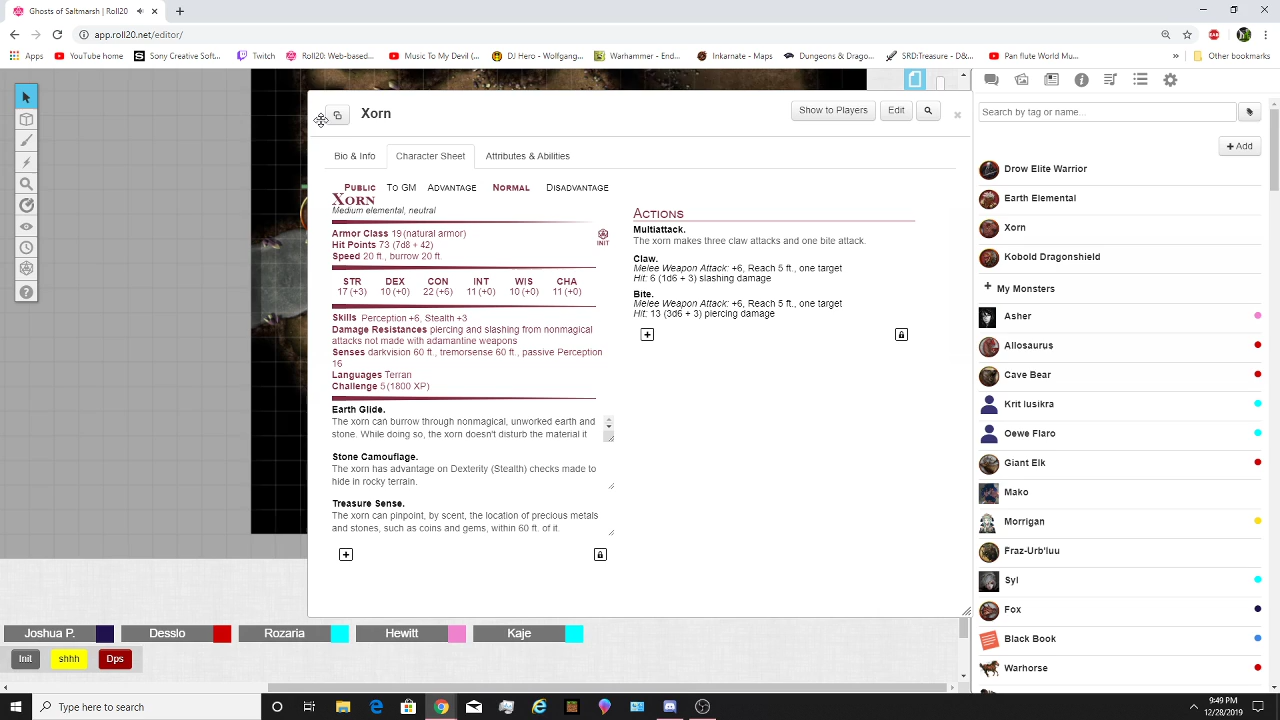 Ghosts of Saltmarsh | Roll20
app.roll20.net/editor/
Apps
YouTube home
Sony Creative Soft...
Twitch
Roll20: Online virtu...
Music To My Devil (...
DJ Hero - Wolfgang...
Warhammer - End...
Inkarnate - Maps
Dungeons & Drago...
SRD:Treasure (D...
Pan flute World Mu...
»
Other bookmarks
Xorn
Show to Players
Edit
Bio & Info
Character Sheet
Attributes & Abilities
Public
To GM
Advantage
Normal
Disadvantage
Xorn
Medium elemental, neutral
Armor Class 19 (natural armor)
Hit Points 73 (7d8 + 42)
Speed 20 ft., burrow 20 ft.
INIT
STR DEX CON INT WIS CHA
17 (+3) 10 (+0) 22 (+6) 11 (+0) 10 (+0) 11 (+0)
Skills Perception +6, Stealth +3
Damage Resistances piercing and slashing from nonmagical
attacks not made with adamantine weapons
Senses darkvision 60 ft., tremorsense 60 ft., passive Perception
16
Languages Terran
Challenge 5 (1800 XP)
Earth Glide.
The xorn can burrow through nonmagical, unworked earth and
stone. While doing so, the xorn doesn't disturb the material it
Stone Camouflage.
The xorn has advantage on Dexterity (Stealth) checks made to
hide in rocky terrain.
Treasure Sense.
The xorn can pinpoint, by scent, the location of precious metals
and stones, such as coins and gems, within 60 ft. of it.
Actions
Multiattack.
The xorn makes three claw attacks and one bite attack.
Claw.
Melee Weapon Attack: +6, Reach 5 ft., one target
Hit: 6 (1d6 + 3) slashing damage
Bite.
Melee Weapon Attack: +6, Reach 5 ft., one target
Hit: 13 (3d6 + 3) piercing damage
Search by tag or name...
+ Add
Drow Elite Warrior
Earth Elemental
Xorn
Kobold Dragonshield
+ My Monsters
Asher
Allosaurus
Cave Bear
Krit Iusikra
Oewe Flaro
Giant Elk
Mako
Morrigan
Fraz-Urb'luu
Syl
Fox
Black Book
Warhorse
Joshua P.
Desslo
Rozaria
Hewitt
Kaje
Init
shhh
Dps
Type here to search
9:49 PM
12/28/2019